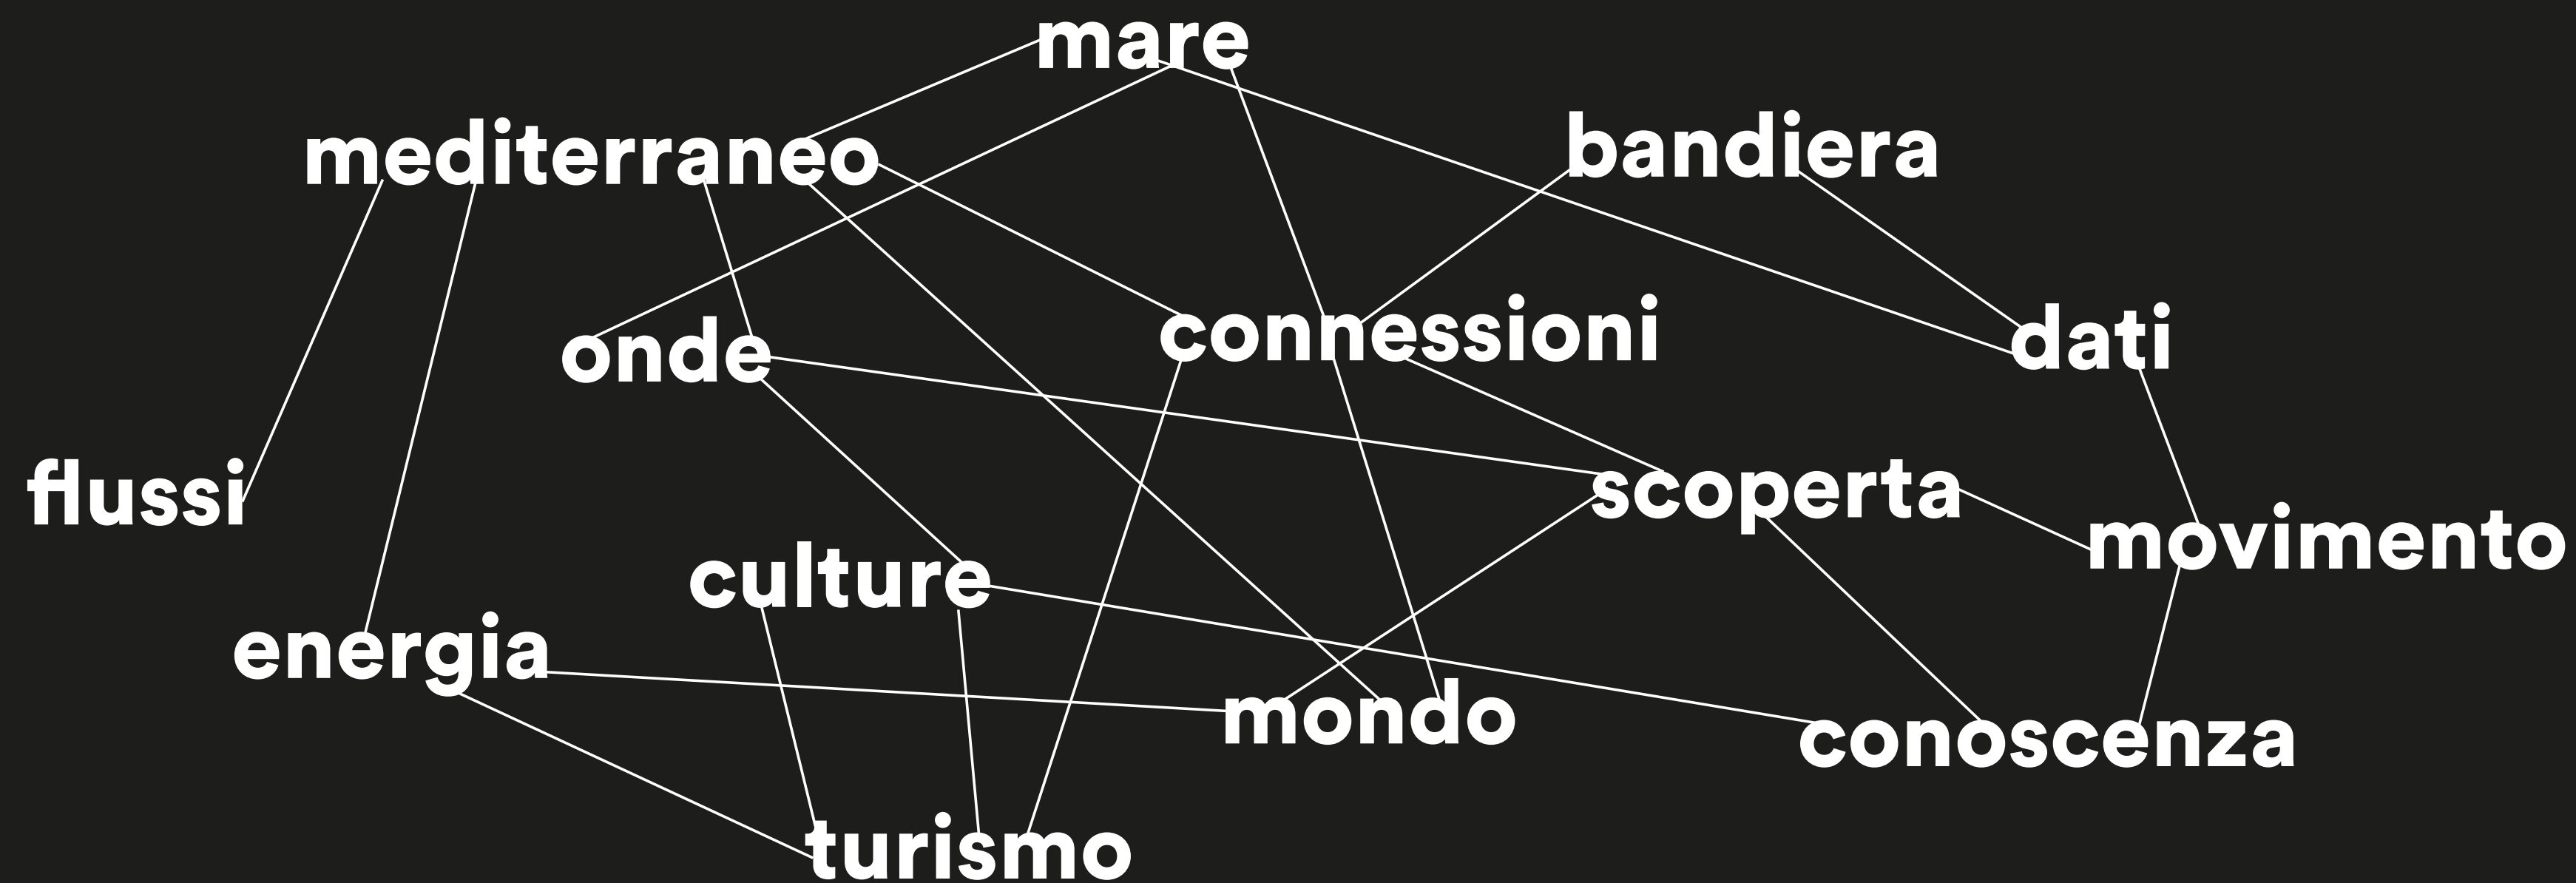 mare
bandiera
mediterraneo
connessioni
dati
onde
flussi
scoperta
movimento
culture
energia
mondo
conoscenza
turismo